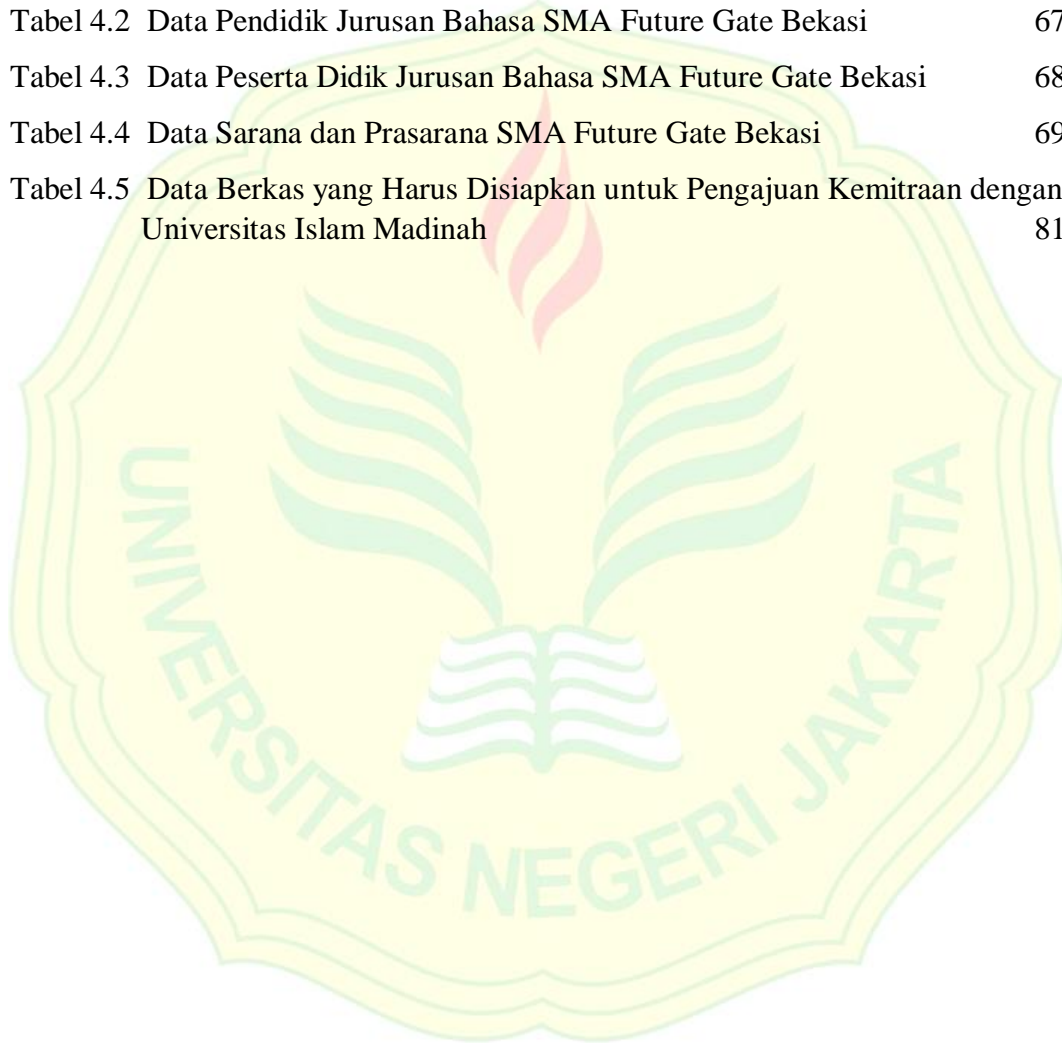 Tabel 4.2 Data Pendidik Jurusan Bahasa SMA Future Gate Bekasi 67
Tabel 4.3 Data Peserta Didik Jurusan Bahasa SMA Future Gate Bekasi 68
Tabel 4.4 Data Sarana dan Prasarana SMA Future Gate Bekasi 69
Tabel 4.5 Data Berkas yang Harus Disiapkan untuk Pengajuan Kemitraan dengan
Universitas Islam Madinah 81
UNIVERSITAS NEGERI JAKARTA